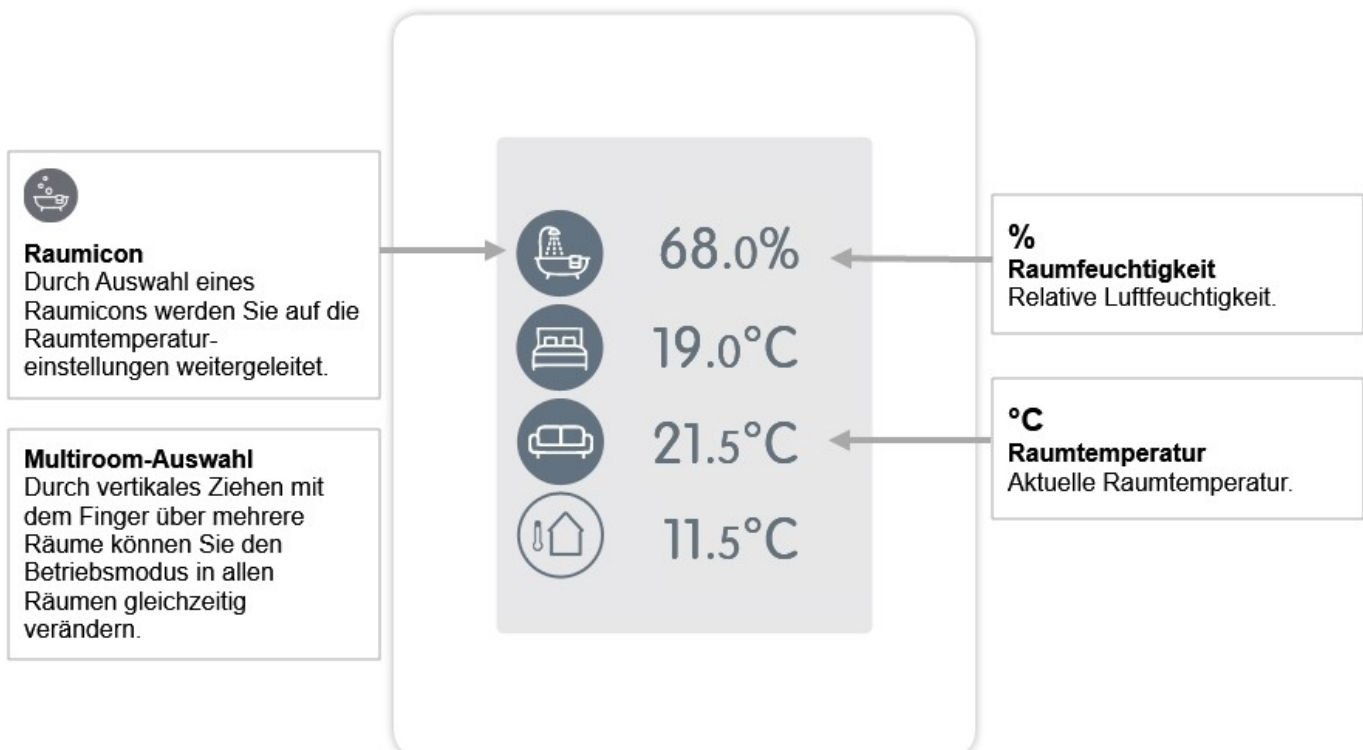 Raumicon
Durch Auswahl eines
Raumicons werden Sie auf die
Raumtemperatur-
einstellungen weitergeleitet.
Multiroom-Auswahl
Durch vertikales Ziehen mit
dem Finger über mehrere
Räume können Sie den
Betriebsmodus in allen
Räumen gleichzeitig
verändern.
68.0%
19.0°C
21.5°C
11.5°C
%
Raumfeuchtigkeit
Relative Luftfeuchtigkeit.
°C
Raumtemperatur
Aktuelle Raumtemperatur.